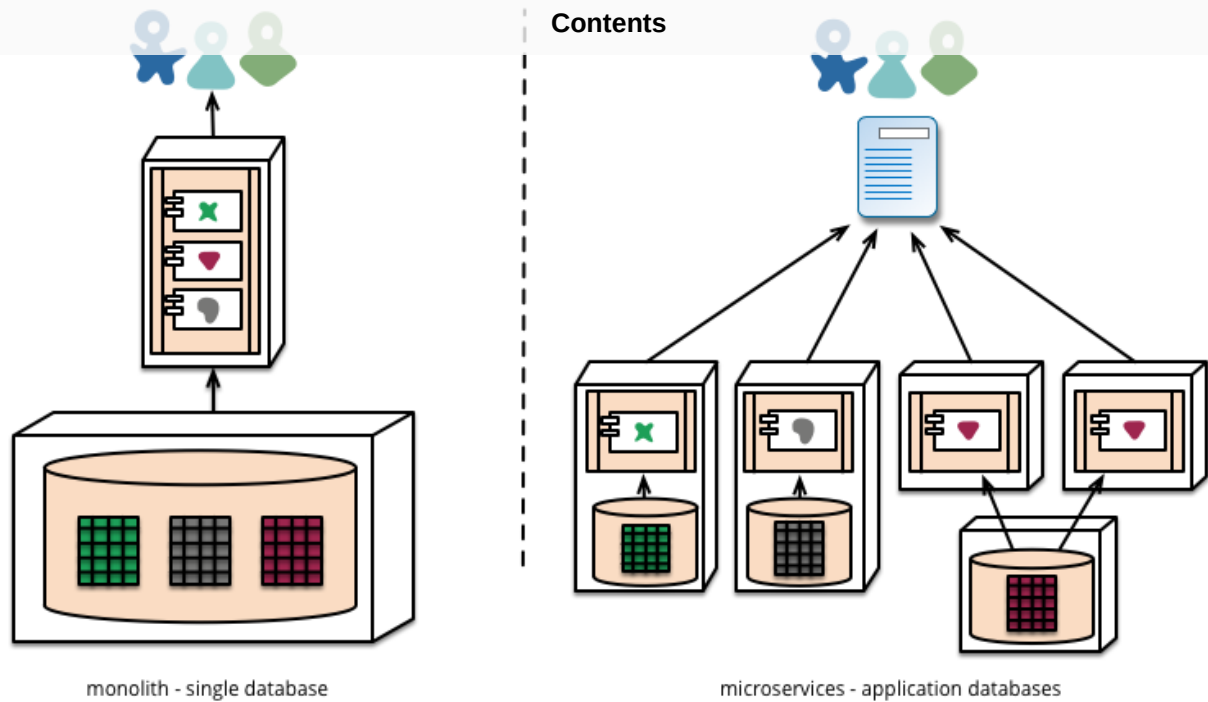 Contents
monolith - single database
microservices - application databases